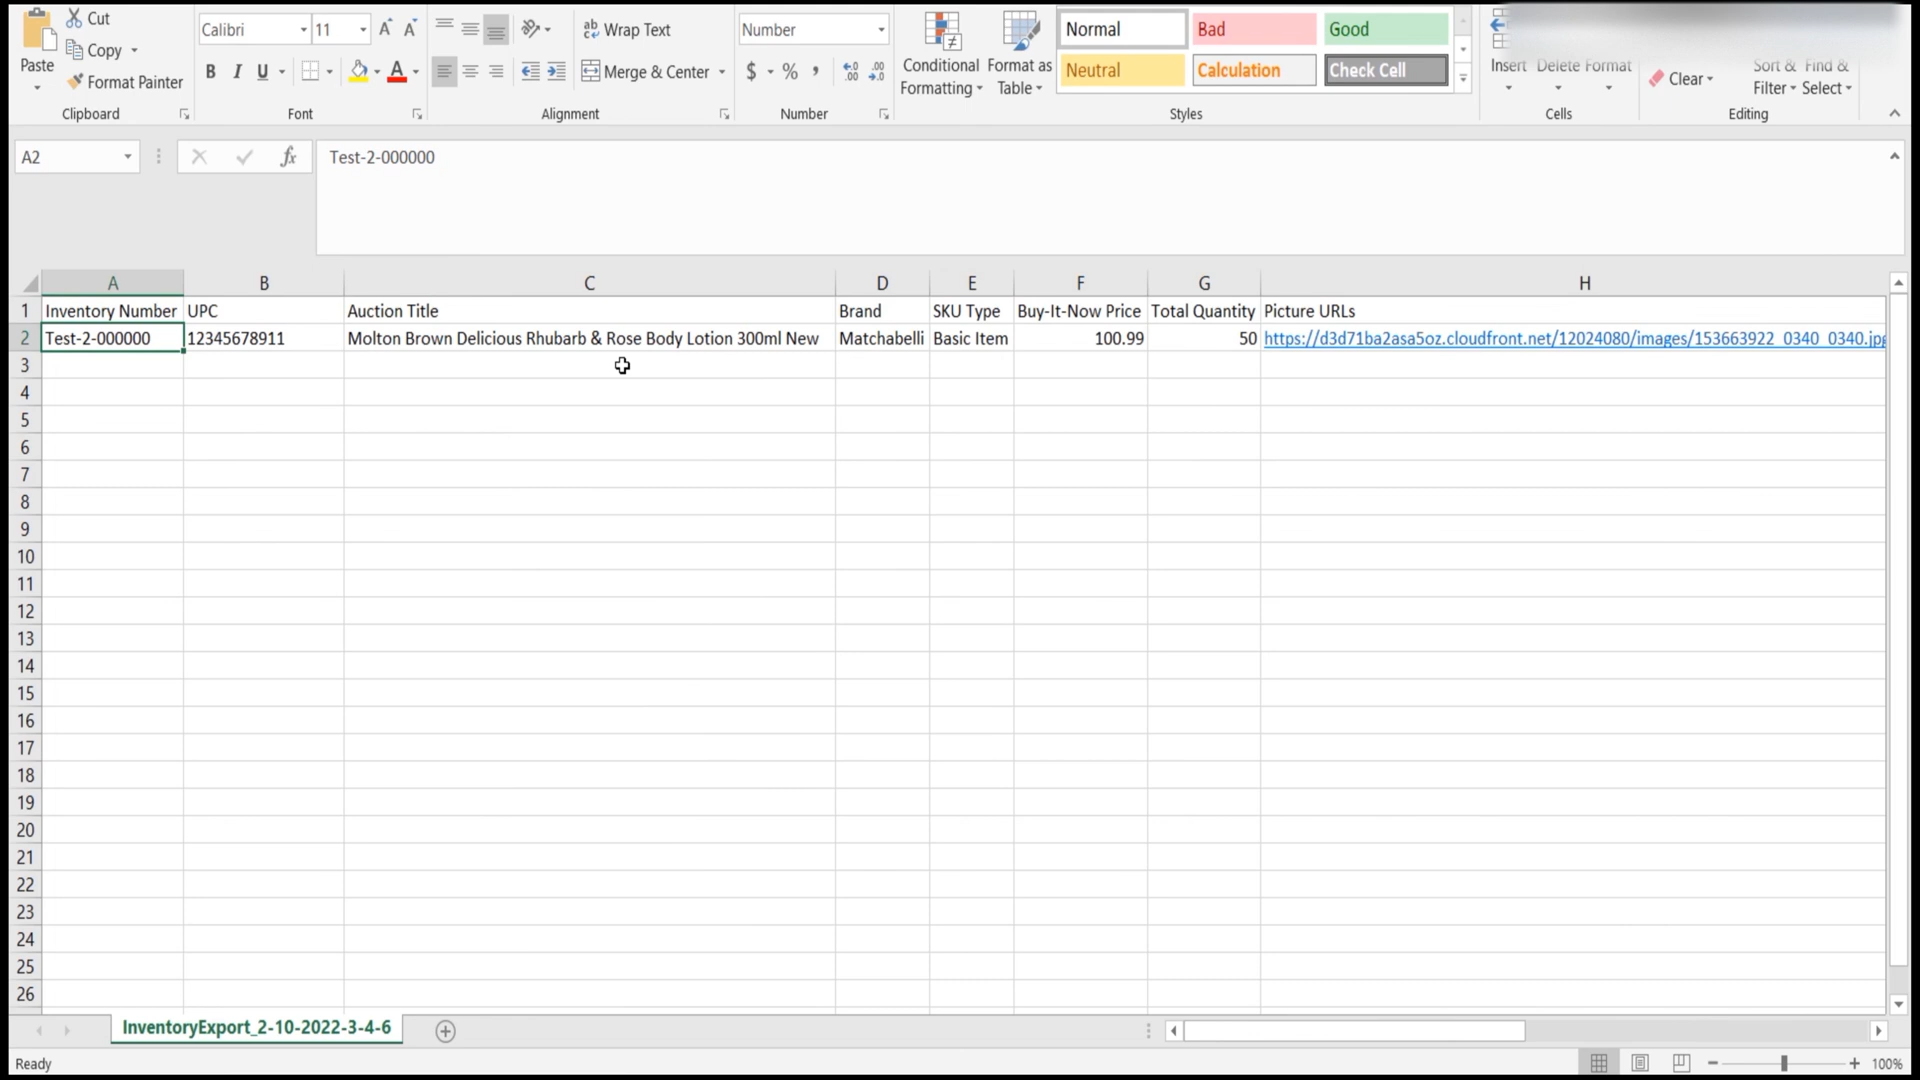 Cut
Copy
Format Painter
Paste
Clipboard
Calibri 11
A A
B I U A
Font
ab Wrap Text
Merge & Center
Alignment
Number
$ % ,
.00
.00
Number
Conditional Formatting
Format as Table
Normal Bad Good
Neutral Calculation Check Cell
Styles
Insert Delete Format
Cells
Clear
Sort & Filter
Find & Select
Editing
A2 fx Test-2-000000
A B C D E F G H
1 Inventory Number UPC Auction Title Brand SKU Type Buy-It-Now Price Total Quantity Picture URLs
2 Test-2-000000 12345678911 Molton Brown Delicious Rhubarb & Rose Body Lotion 300ml New Matchabelli Basic Item 100.99 50 https://d3d71ba2asa5oz.cloudfront.net/12024080/images/153663922_0340_0340.jpg
3
4
5
6
7
8
9
10
11
12
13
14
15
16
17
18
19
20
21
22
23
24
25
26
InventoryExport_2-10-2022-3-4-6
Ready
100%